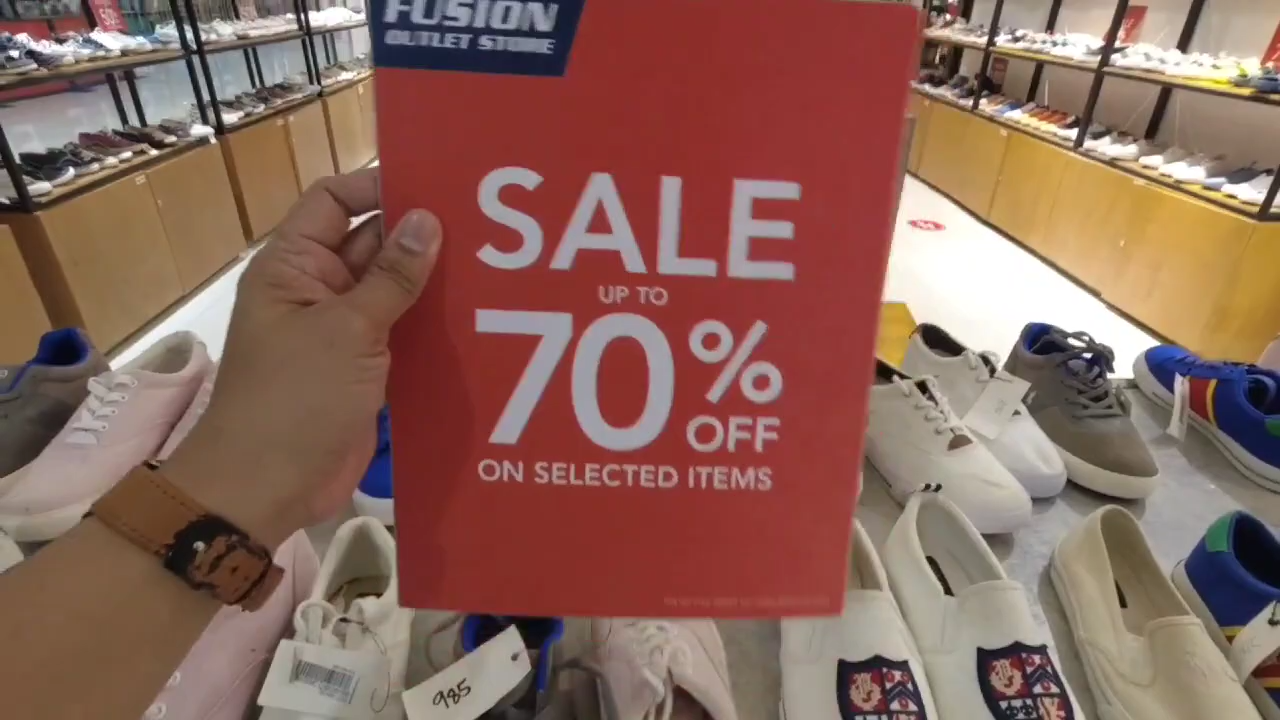 FUSION
OUTLET STORE
SALE
UP TO
70%
OFF
ON SELECTED ITEMS
985